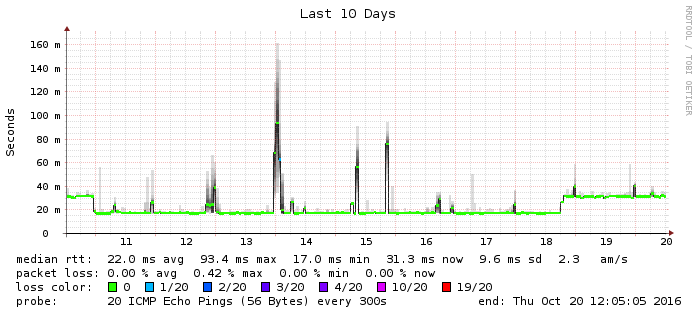 Last 10 Days
RRDTOOL / TOBI OETIKER
Seconds
160 m
140 m
120 m
100 m
80 m
60 m
40 m
20 m
0
11 12 13 14 15 16 17 18 19 20
median rtt: 22.0 ms avg 93.4 ms max 17.0 ms min 31.3 ms now 9.6 ms sd 2.3 am/s
packet loss: 0.00 % avg 0.42 % max 0.00 % min 0.00 % now
loss color: 0 1/20 2/20 3/20 4/20 10/20 19/20
probe: 20 ICMP Echo Pings (56 Bytes) every 300s end: Thu Oct 20 12:05:05 2016